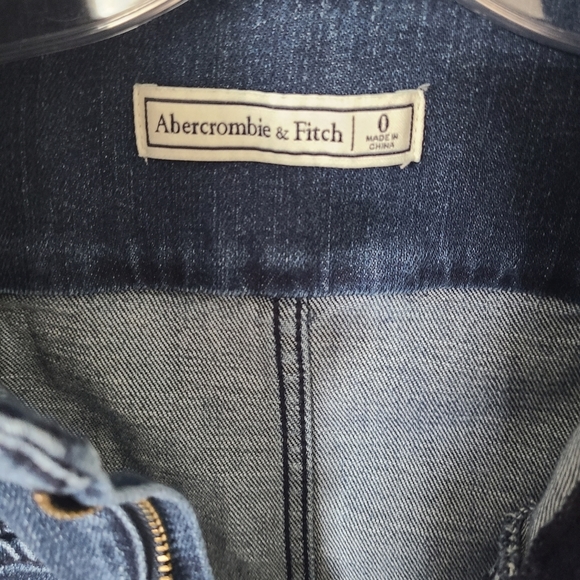 Abercrombie & Fitch | 0
MADE IN
CHINA